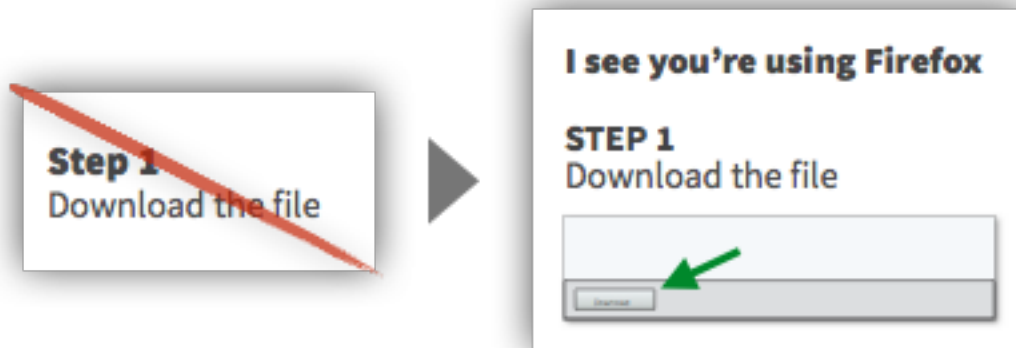 Step 1
Download the file
I see you’re using Firefox
STEP 1
Download the file